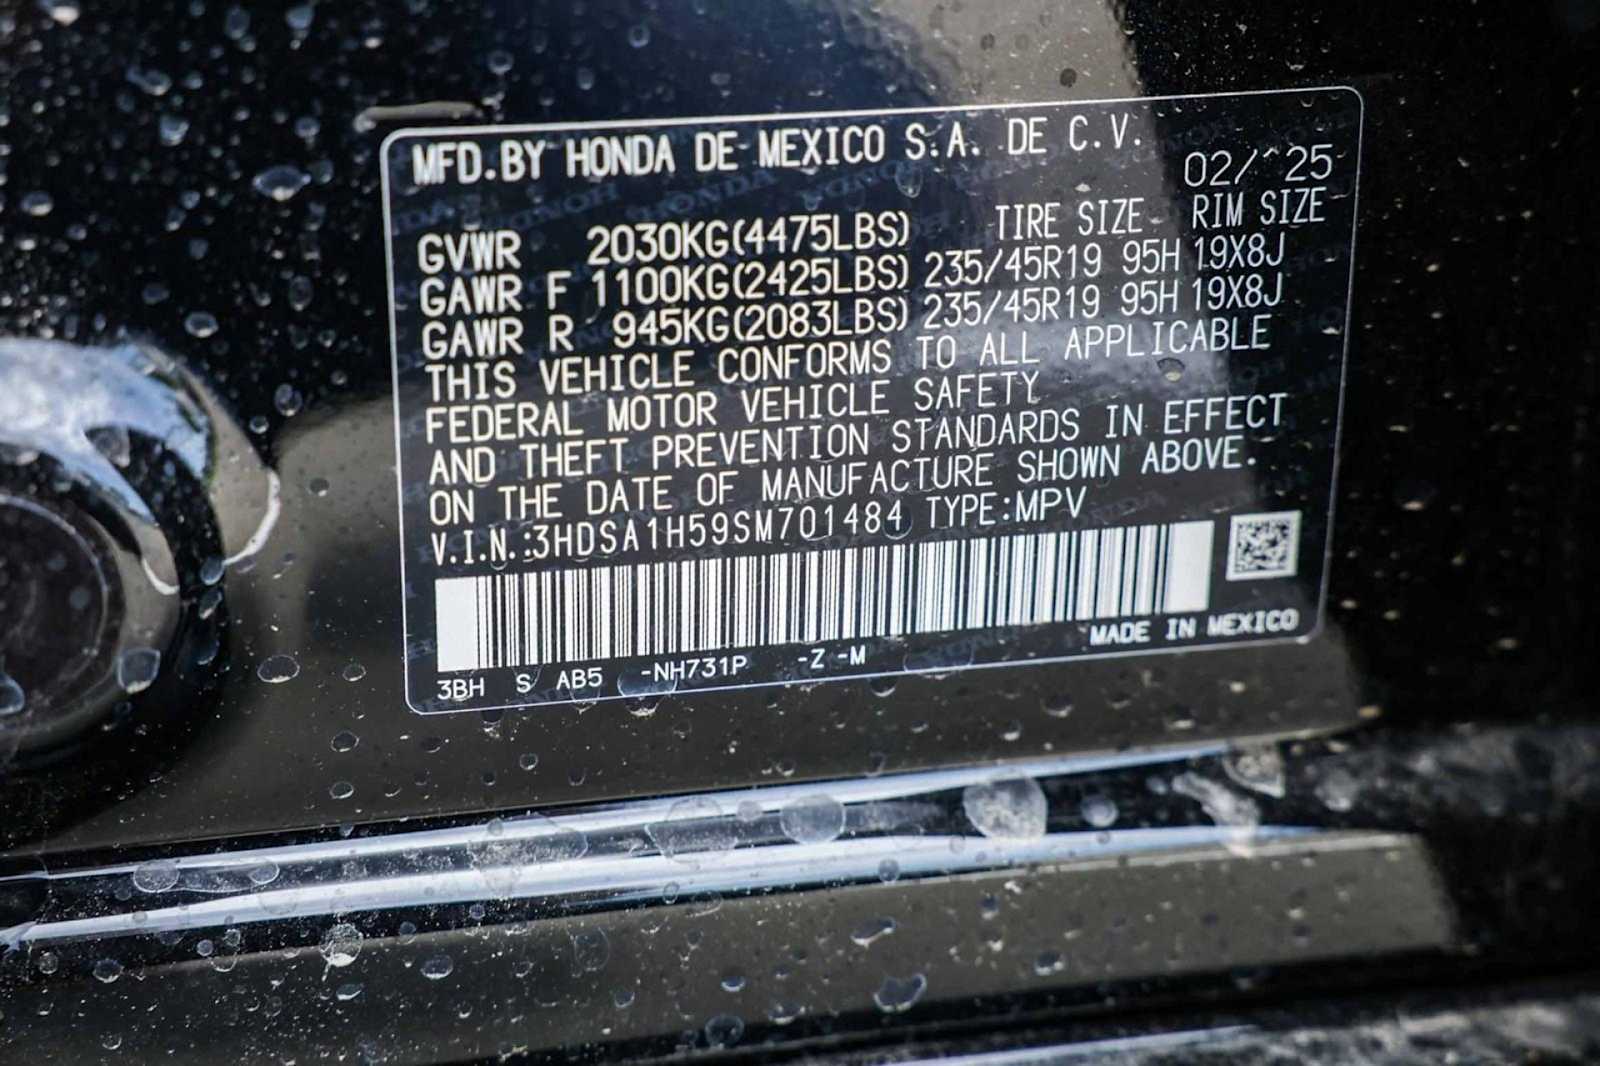 MFD.BY HONDA DE MEXICO S.A. DE C.V.
02/ '25
TIRE SIZE RIM SIZE
GVWR 2030KG(4475LBS)
GAWR F 1100KG(2425LBS) 235/45R19 95H 19X8J
GAWR R 945KG(2083LBS) 235/45R19 95H 19X8J
THIS VEHICLE CONFORMS TO ALL APPLICABLE
FEDERAL MOTOR VEHICLE SAFETY
AND THEFT PREVENTION STANDARDS IN EFFECT
ON THE DATE OF MANUFACTURE SHOWN ABOVE.
V.I.N.:3HDSA1H59SM701484 TYPE:MPV
MADE IN MEXICO
3BH S AB5 -NH731P -Z -M